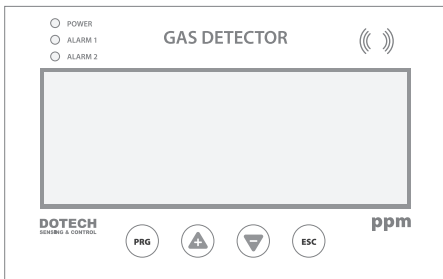 POWER
ALARM 1
ALARM 2
GAS DETECTOR
DOTECH
SENSING & CONTROL
ppm
PRG
+
-
ESC